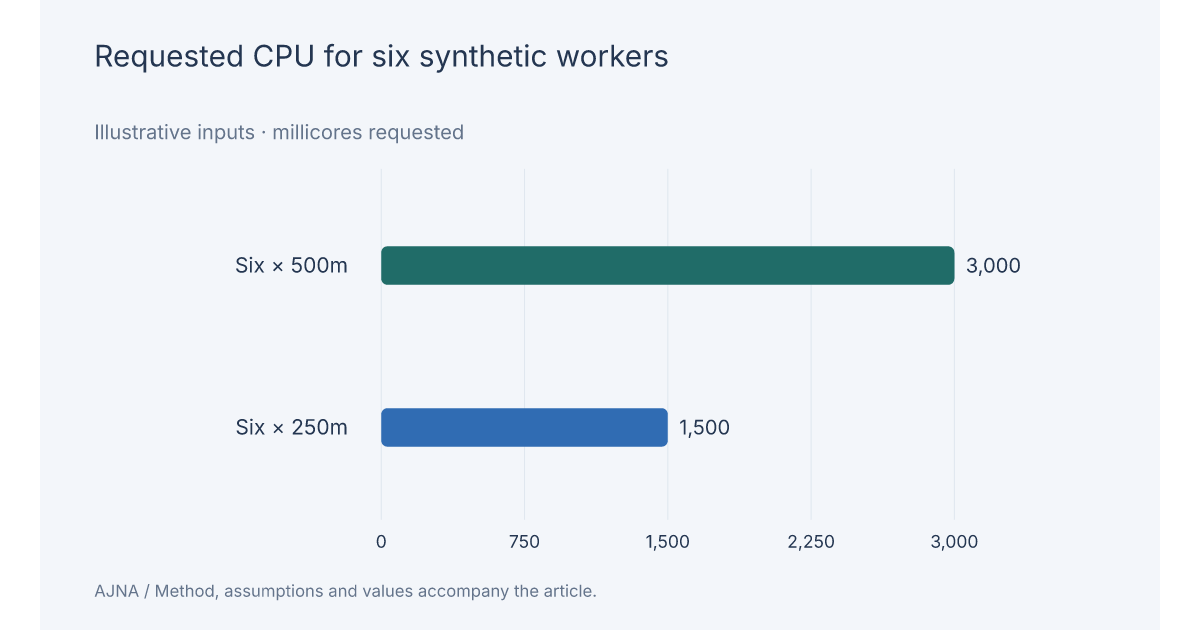 Requested CPU for six synthetic workers
Illustrative inputs · millicores requested
Six × 500m
3,000
Six × 250m
1,500
0 750 1,500 2,250 3,000
AJNA / Method, assumptions and values accompany the article.